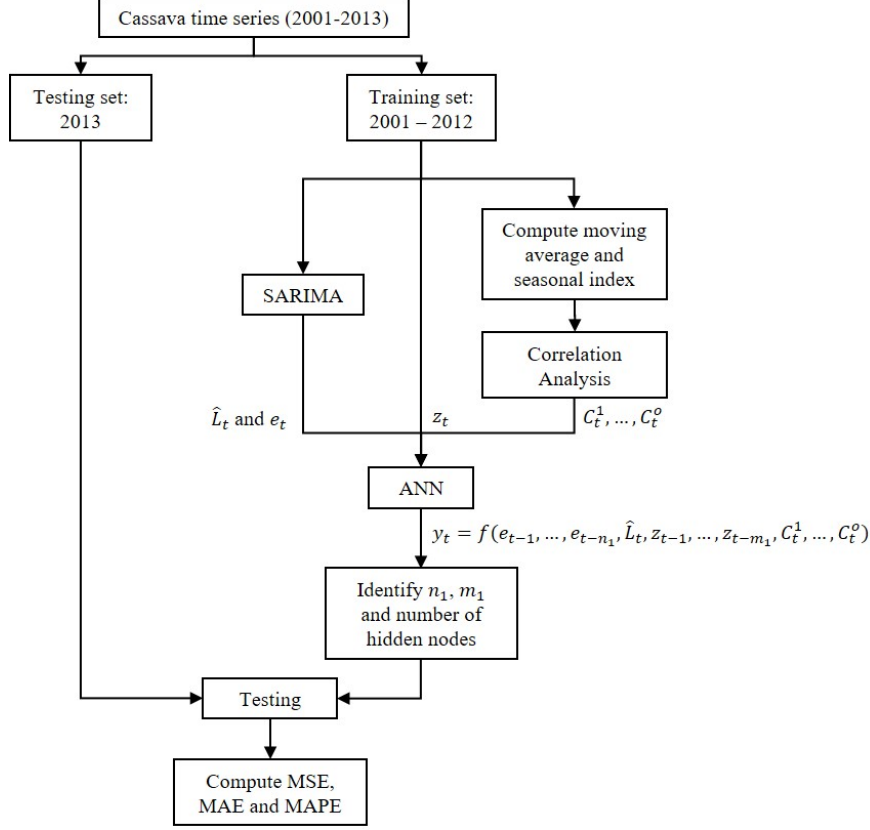 Cassava time series (2001-2013)
Testing set:
2013
Training set:
2001 – 2012
Compute moving
average and
seasonal index
SARIMA
Correlation
Analysis
L̂ₜ and eₜ
zₜ
Cₜ¹, …, Cₜᵒ
ANN
yₜ = f(eₜ₋₁, …, eₜ₋ₙ₁, L̂ₜ, zₜ₋₁, …, zₜ₋ₘ₁, Cₜ¹, …, Cₜᵒ)
Identify n₁, m₁
and number of
hidden nodes
Testing
Compute MSE,
MAE and MAPE